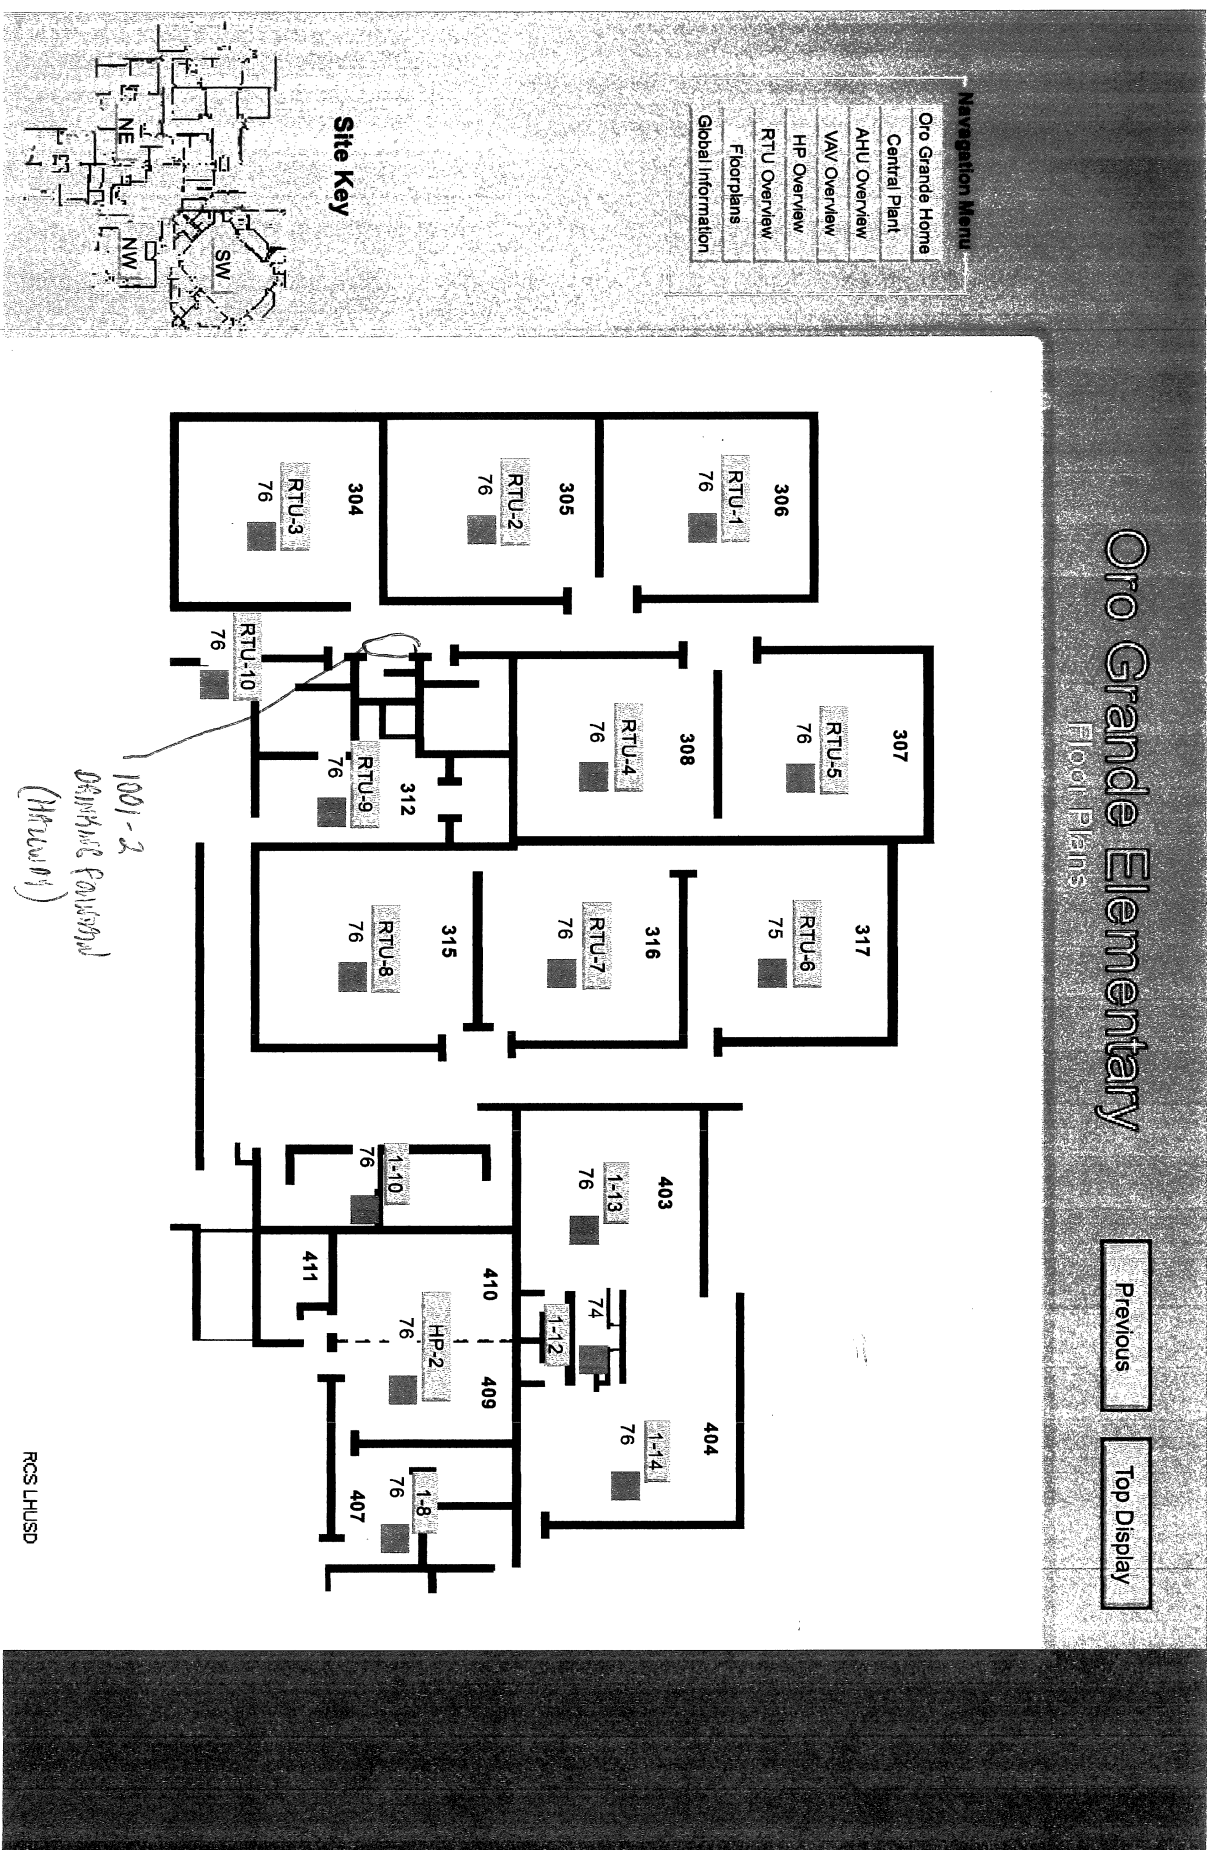 Oro Grande Elementary
Floor Plans
Previous
Top Display
Navagation Menu
Oro Grande Home
Central Plant
AHU Overview
VAV Overview
HP Overview
RTU Overview
Floorplans
Global Information
Site Key
NE
SW
NW
306
RTU-1
76
305
RTU-2
76
304
RTU-3
76
307
RTU-5
76
308
RTU-4
76
312
RTU-9
76
RTU-10
76
317
RTU-6
75
316
RTU-7
76
315
RTU-8
76
403
1-13
76
404
1-14
76
74
1-12
410
409
HP-2
76
411
1-10
76
407
1-8
76
1001-2
DRINKING FOUNTAIN
(HALLWAY)
RCS LHUSD